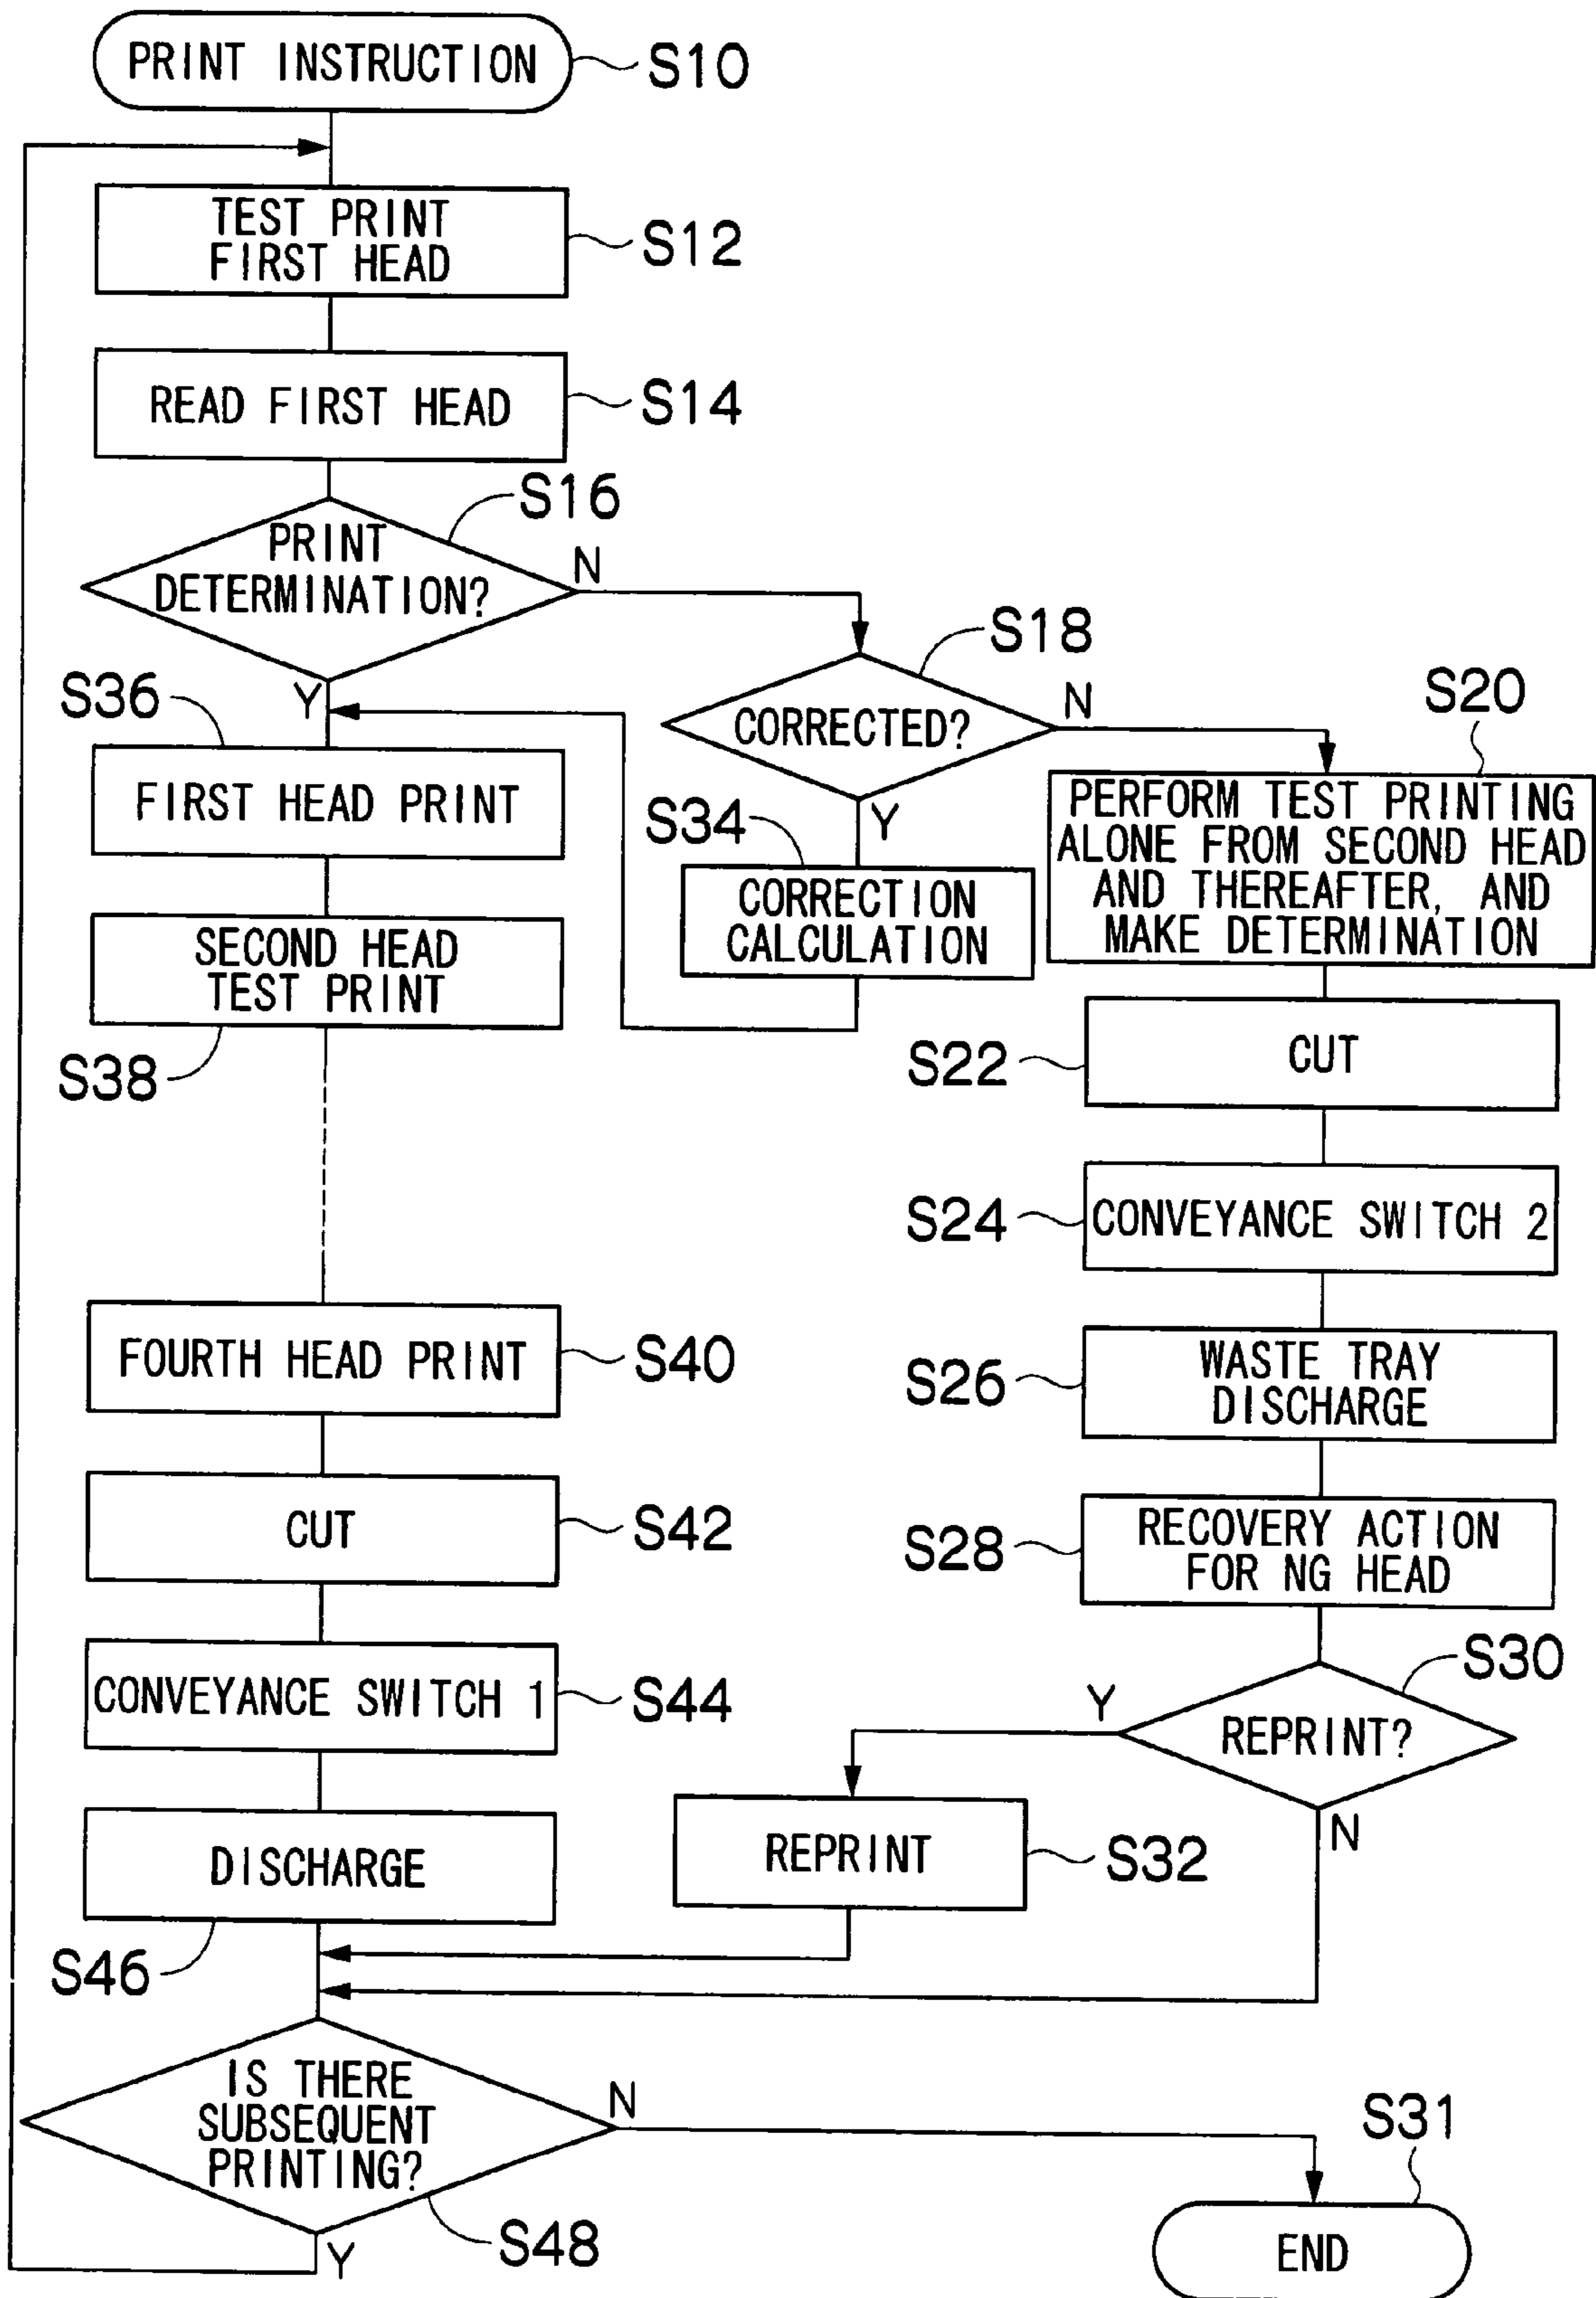 PRINT INSTRUCTION
S10
TEST PRINT
FIRST HEAD
S12
READ FIRST HEAD
S14
S16
PRINT
DETERMINATION?
N
Y
S18
CORRECTED?
N
Y
S20
PERFORM TEST PRINTING
ALONE FROM SECOND HEAD
AND THEREAFTER, AND
MAKE DETERMINATION
S36
FIRST HEAD PRINT
S34
CORRECTION
CALCULATION
SECOND HEAD
TEST PRINT
S38
S22
CUT
S24
CONVEYANCE SWITCH 2
FOURTH HEAD PRINT
S40
S26
WASTE TRAY
DISCHARGE
CUT
S42
S28
RECOVERY ACTION
FOR NG HEAD
CONVEYANCE SWITCH 1
S44
S30
REPRINT?
Y
N
DISCHARGE
S46
REPRINT
S32
IS THERE
SUBSEQUENT
PRINTING?
N
Y
S48
S31
END